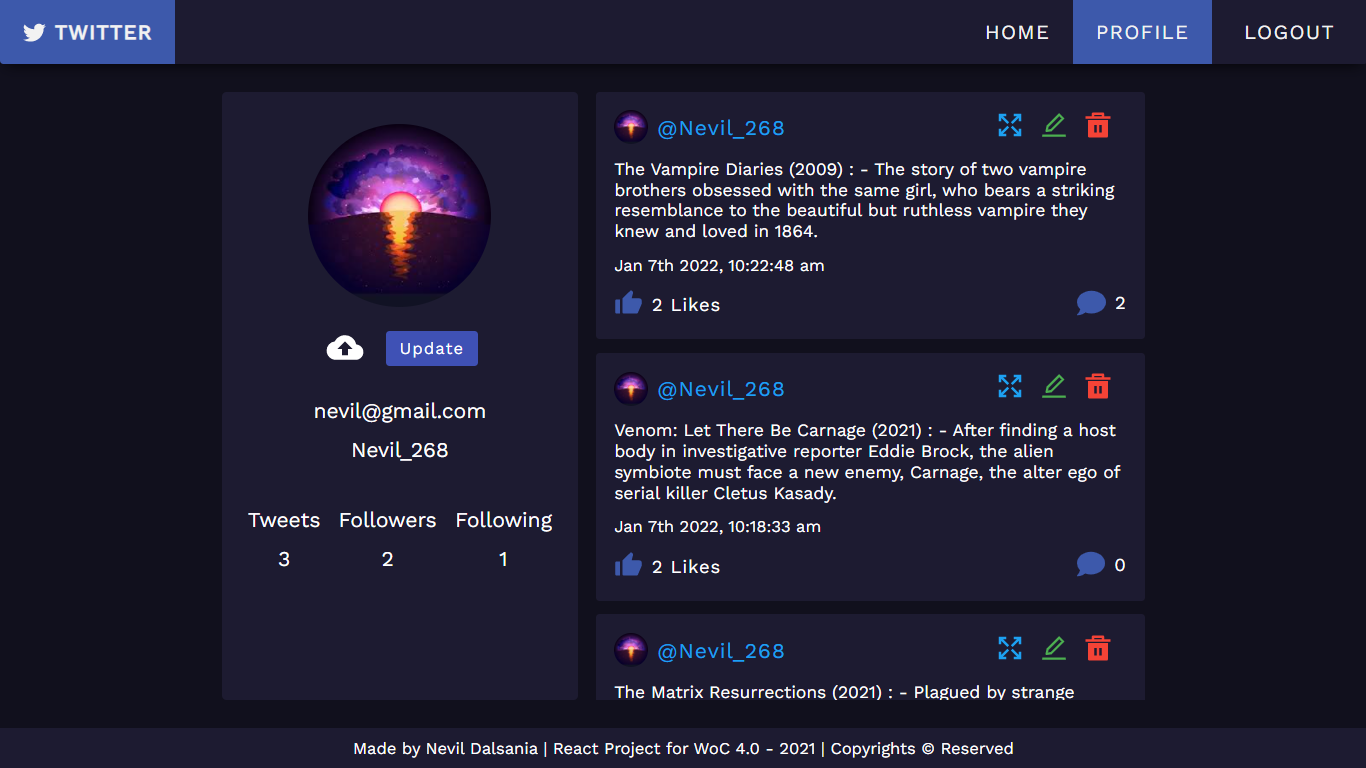 TWITTER
HOME
PROFILE
LOGOUT
Update
nevil@gmail.com
Nevil_268
Tweets Followers Following
3 2 1
@Nevil_268
The Vampire Diaries (2009) : - The story of two vampire
brothers obsessed with the same girl, who bears a striking
resemblance to the beautiful but ruthless vampire they
knew and loved in 1864.
Jan 7th 2022, 10:22:48 am
2 Likes
2
@Nevil_268
Venom: Let There Be Carnage (2021) : - After finding a host
body in investigative reporter Eddie Brock, the alien
symbiote must face a new enemy, Carnage, the alter ego of
serial killer Cletus Kasady.
Jan 7th 2022, 10:18:33 am
2 Likes
0
@Nevil_268
The Matrix Resurrections (2021) : - Plagued by strange
Made by Nevil Dalsania | React Project for WoC 4.0 - 2021 | Copyrights © Reserved